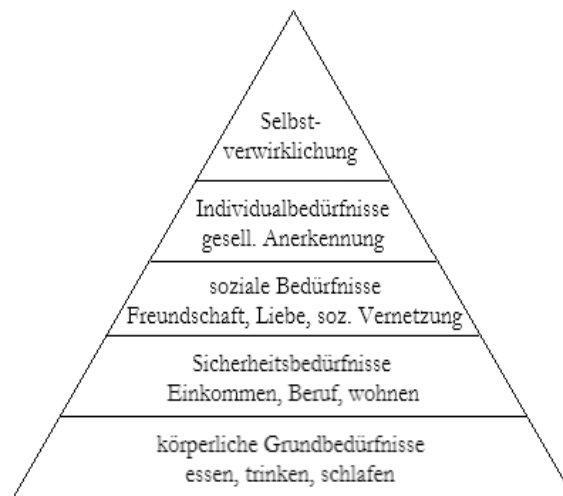 Selbst-
verwirklichung
Individualbedürfnisse
gesell. Anerkennung
soziale Bedürfnisse
Freundschaft, Liebe, soz. Vernetzung
Sicherheitsbedürfnisse
Einkommen, Beruf, wohnen
körperliche Grundbedürfnisse
essen, trinken, schlafen